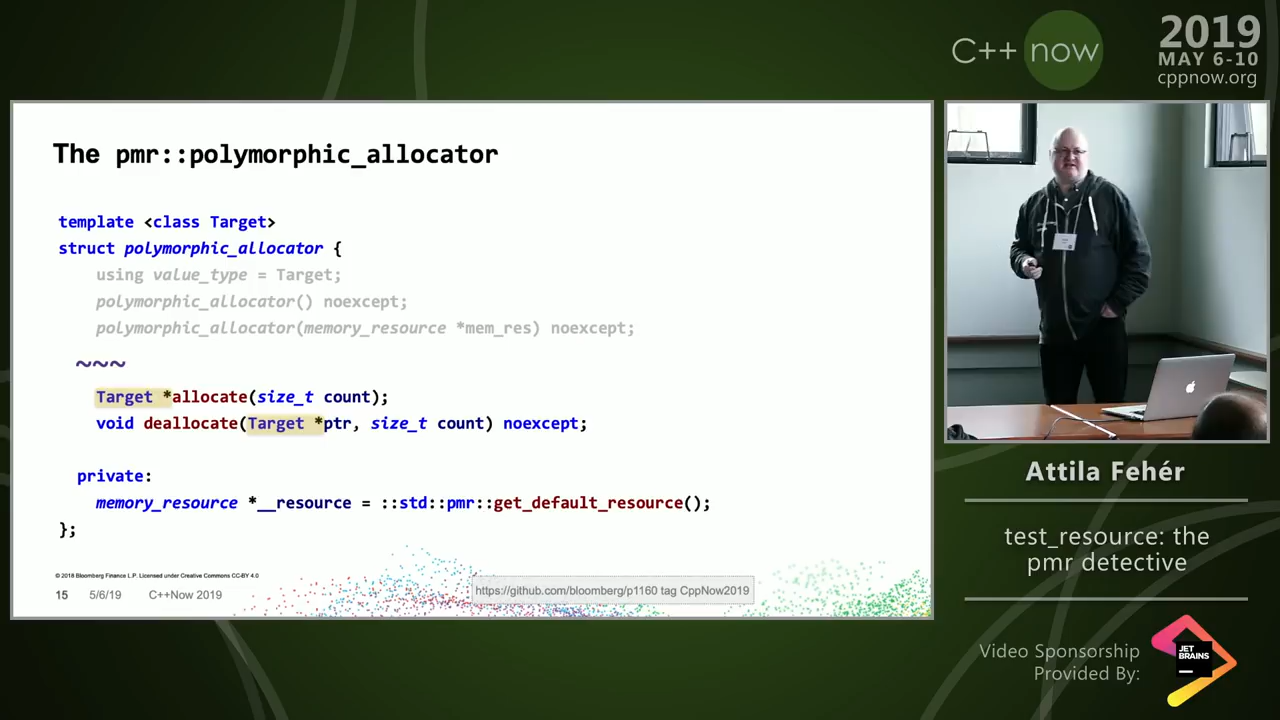 C++ now
2019
MAY 6-10
cppnow.org
The pmr::polymorphic_allocator
template <class Target>
struct polymorphic_allocator {
using value_type = Target;
polymorphic_allocator() noexcept;
polymorphic_allocator(memory_resource *mem_res) noexcept;
~~~
Target *allocate(size_t count);
void deallocate(Target *ptr, size_t count) noexcept;
private:
memory_resource *__resource = ::std::pmr::get_default_resource();
};
© 2018 Bloomberg Finance L.P. Licensed under Creative Commons CC-BY 4.0
15 5/6/19 C++Now 2019
https://github.com/bloomberg/p1160 tag CppNow2019
Attila Fehér
test_resource: the
pmr detective
Video Sponsorship
Provided By:
JET
BRAINS